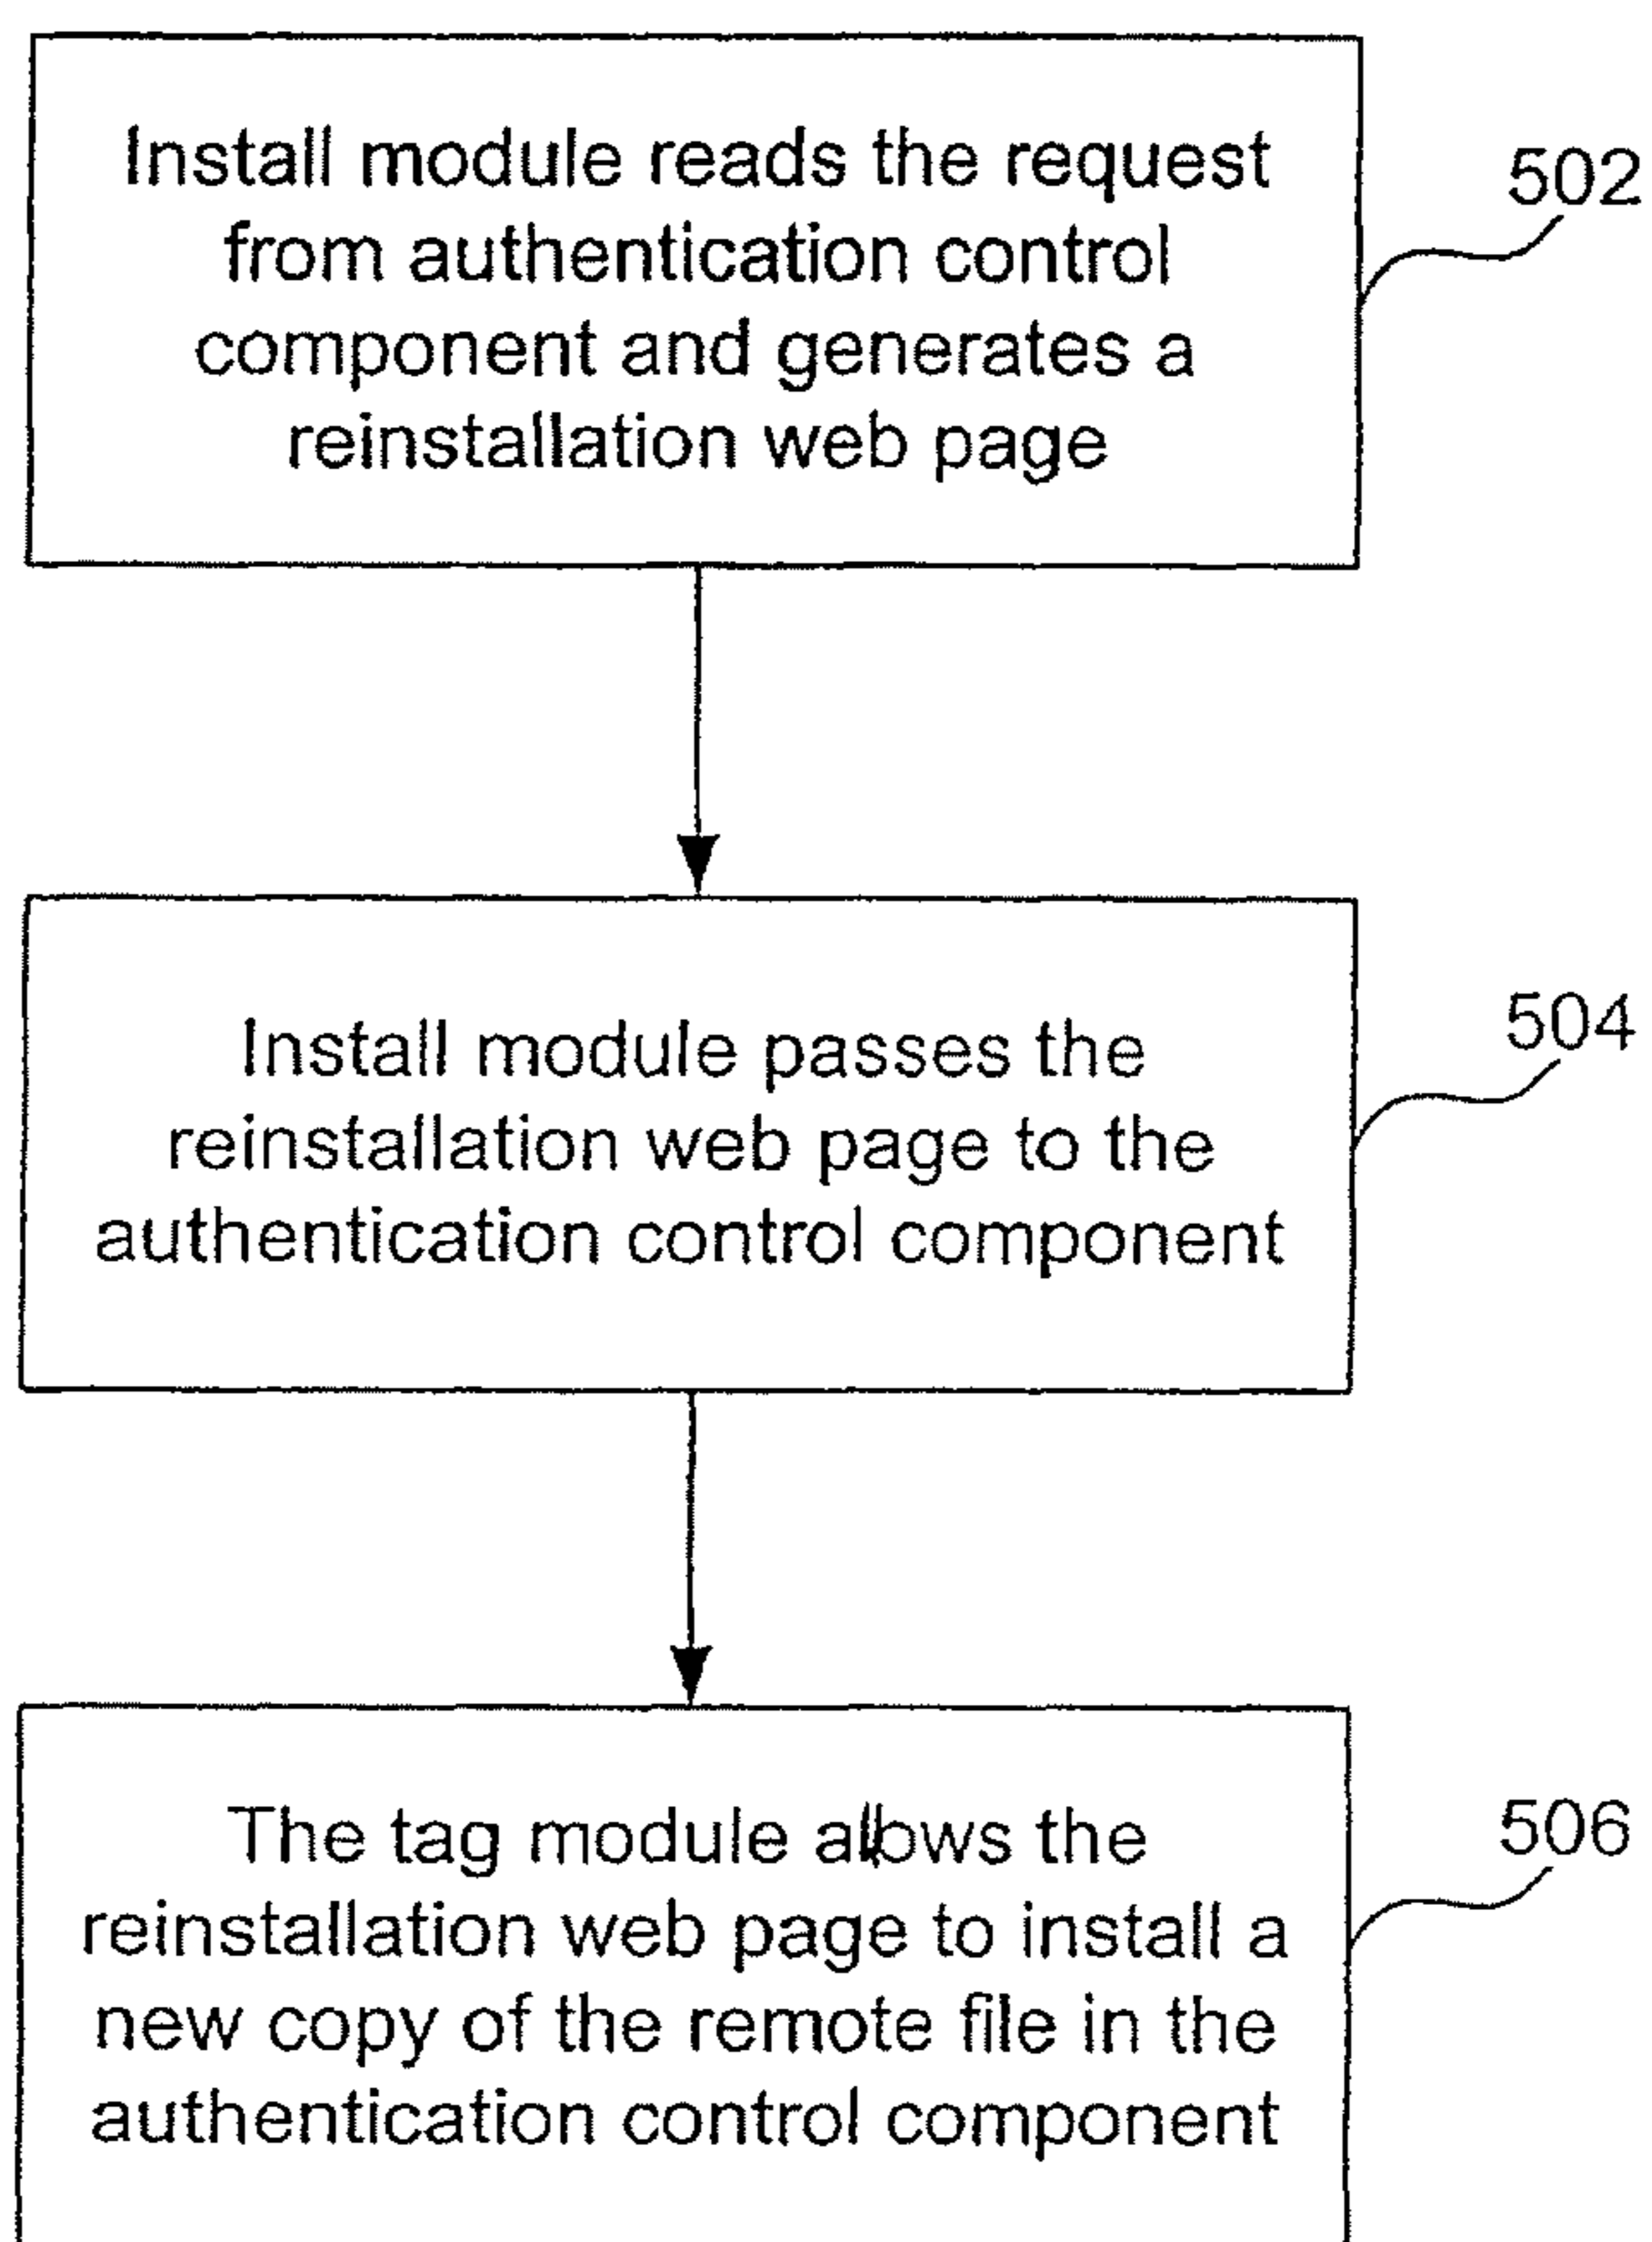 Install module reads the request
from authentication control
component and generates a
reinstallation web page
502
Install module passes the
reinstallation web page to the
authentication control component
504
The tag module allows the
reinstallation web page to install a
new copy of the remote file in the
authentication control component
506